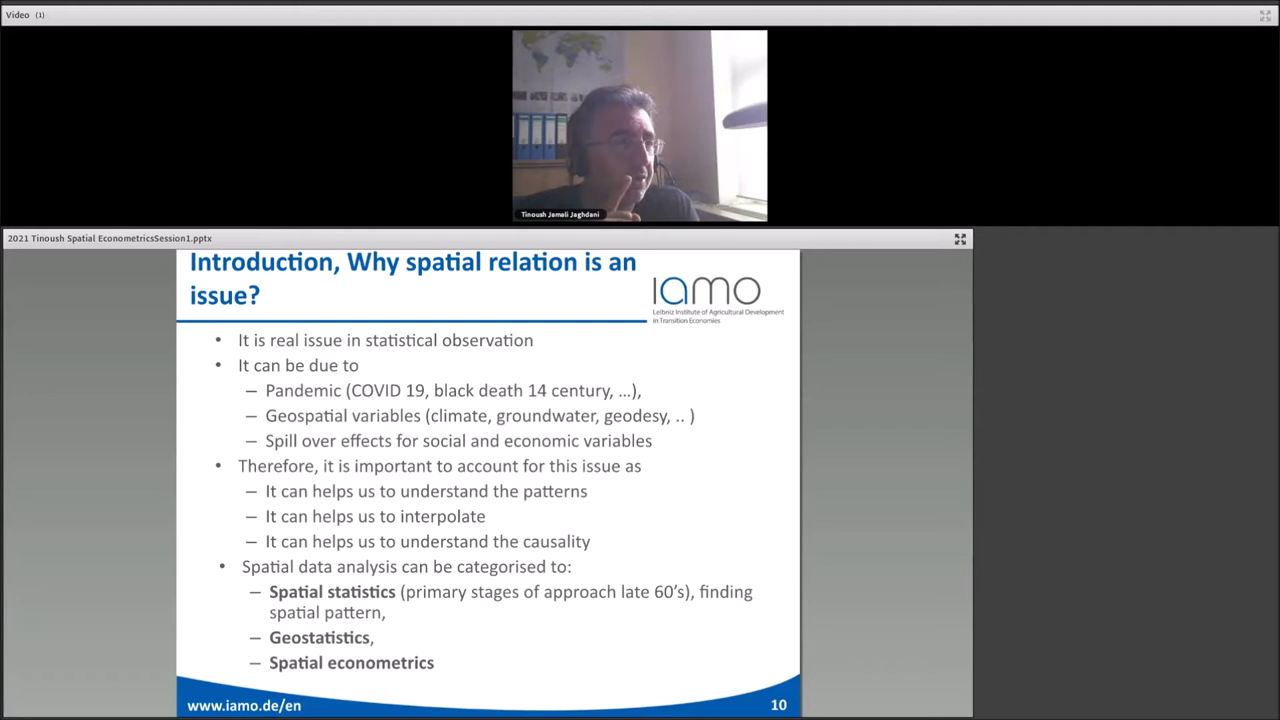 Video (1)
Tinoush Jamali Jaghdani
2021 Tinoush Spatial EconometricsSession1.pptx
Introduction, Why spatial relation is an
issue?
iamo
Leibniz Institute of Agricultural Development
in Transition Economies
• It is real issue in statistical observation
• It can be due to
– Pandemic (COVID 19, black death 14 century, ...),
– Geospatial variables (climate, groundwater, geodesy, .. )
– Spill over effects for social and economic variables
• Therefore, it is important to account for this issue as
– It can helps us to understand the patterns
– It can helps us to interpolate
– It can helps us to understand the causality
• Spatial data analysis can be categorised to:
– Spatial statistics (primary stages of approach late 60's), finding
spatial pattern,
– Geostatistics,
– Spatial econometrics
www.iamo.de/en
10